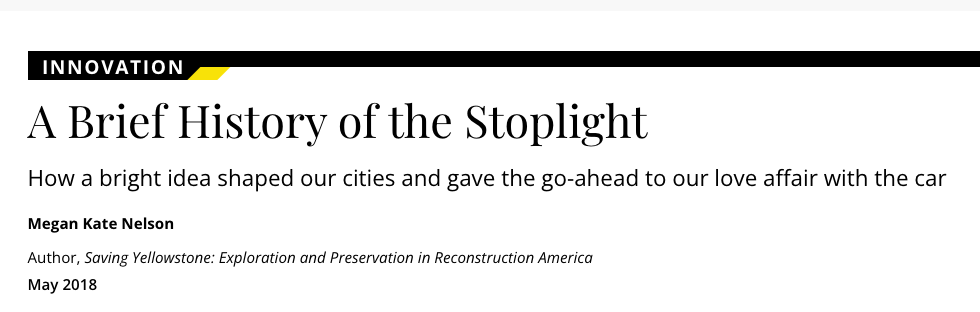 INNOVATION
A Brief History of the Stoplight
How a bright idea shaped our cities and gave the go-ahead to our love affair with the car
Megan Kate Nelson
Author, Saving Yellowstone: Exploration and Preservation in Reconstruction America
May 2018